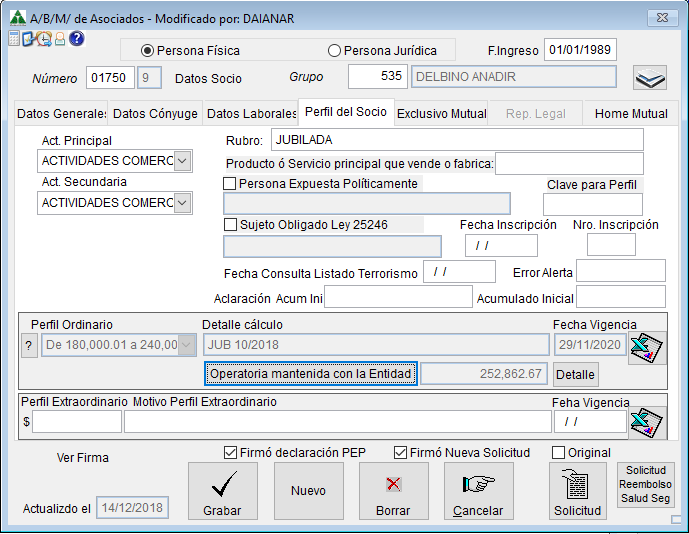 A/B/M/ de Asociados - Modificado por: DAIANAR
Persona Física Persona Jurídica F.Ingreso 01/01/1989
Número 01750 9 Datos Socio Grupo 535 DELBINO ANADIR
Datos Generales Datos Cónyuge Datos Laborales Perfil del Socio Exclusivo Mutual Rep. Legal Home Mutual
Act. Principal Rubro: JUBILADA
ACTIVIDADES COMERC Producto ó Servicio principal que vende o fabrica:
Act. Secundaria Persona Expuesta Políticamente Clave para Perfil
ACTIVIDADES COMERC
Sujeto Obligado Ley 25246 Fecha Inscripción Nro. Inscripción
/ /
Fecha Consulta Listado Terrorismo / / Error Alerta
Aclaración Acum Ini Acumulado Inicial
Perfil Ordinario Detalle cálculo Fecha Vigencia
? De 180,000.01 a 240,00 JUB 10/2018 29/11/2020
Operatoria mantenida con la Entidad 252,862.67 Detalle
Perfil Extraordinario Motivo Perfil Extraordinario Feha Vigencia
$ / /
Ver Firma Firmó declaración PEP Firmó Nueva Solicitud Original
Actualizdo el 14/12/2018 Grabar Nuevo Borrar Cancelar Solicitud Solicitud Reembolso Salud Seg